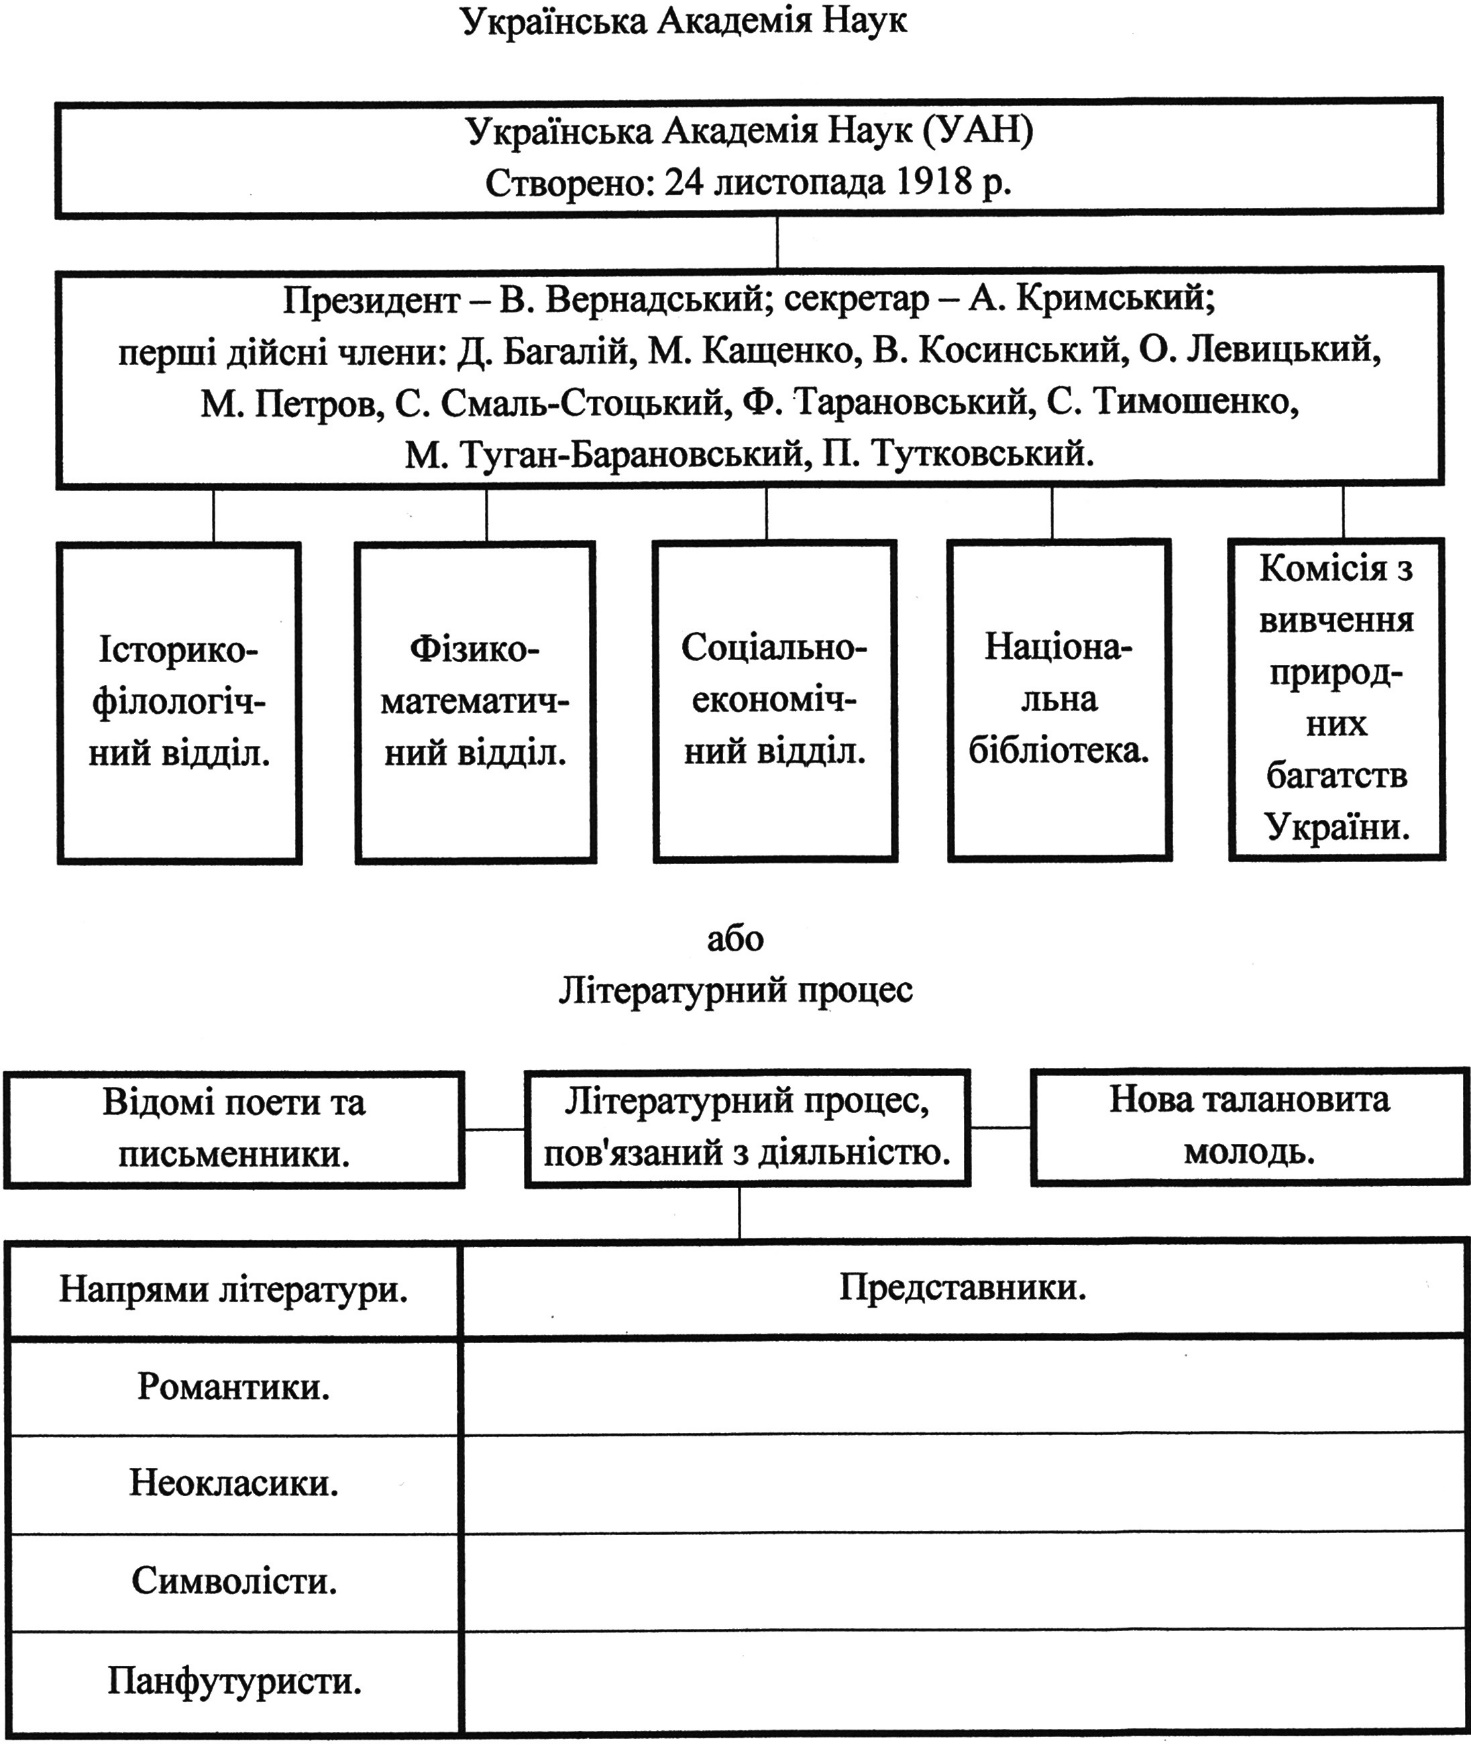 Українська Академія Наук
Українська Академія Наук (УАН)
Створено: 24 листопада 1918 р.
Президент – В. Вернадський; секретар – А. Кримський;
перші дійсні члени: Д. Багалій, М. Кащенко, В. Косинський, О. Левицький,
М. Петров, С. Смаль-Стоцький, Ф. Тарановський, С. Тимошенко,
М. Туган-Барановський, П. Тутковський.
Історико-
філологіч-
ний відділ.
Фізико-
математич-
ний відділ.
Соціально-
економіч-
ний відділ.
Націона-
льна
бібліотека.
Комісія з
вивчення
природ-
них
багатств
України.
або
Літературний процес
Відомі поети та
письменники.
Літературний процес,
пов'язаний з діяльністю.
Нова талановита
молодь.
Напрями літератури.
Представники.
Романтики.
Неокласики.
Символісти.
Панфутуристи.